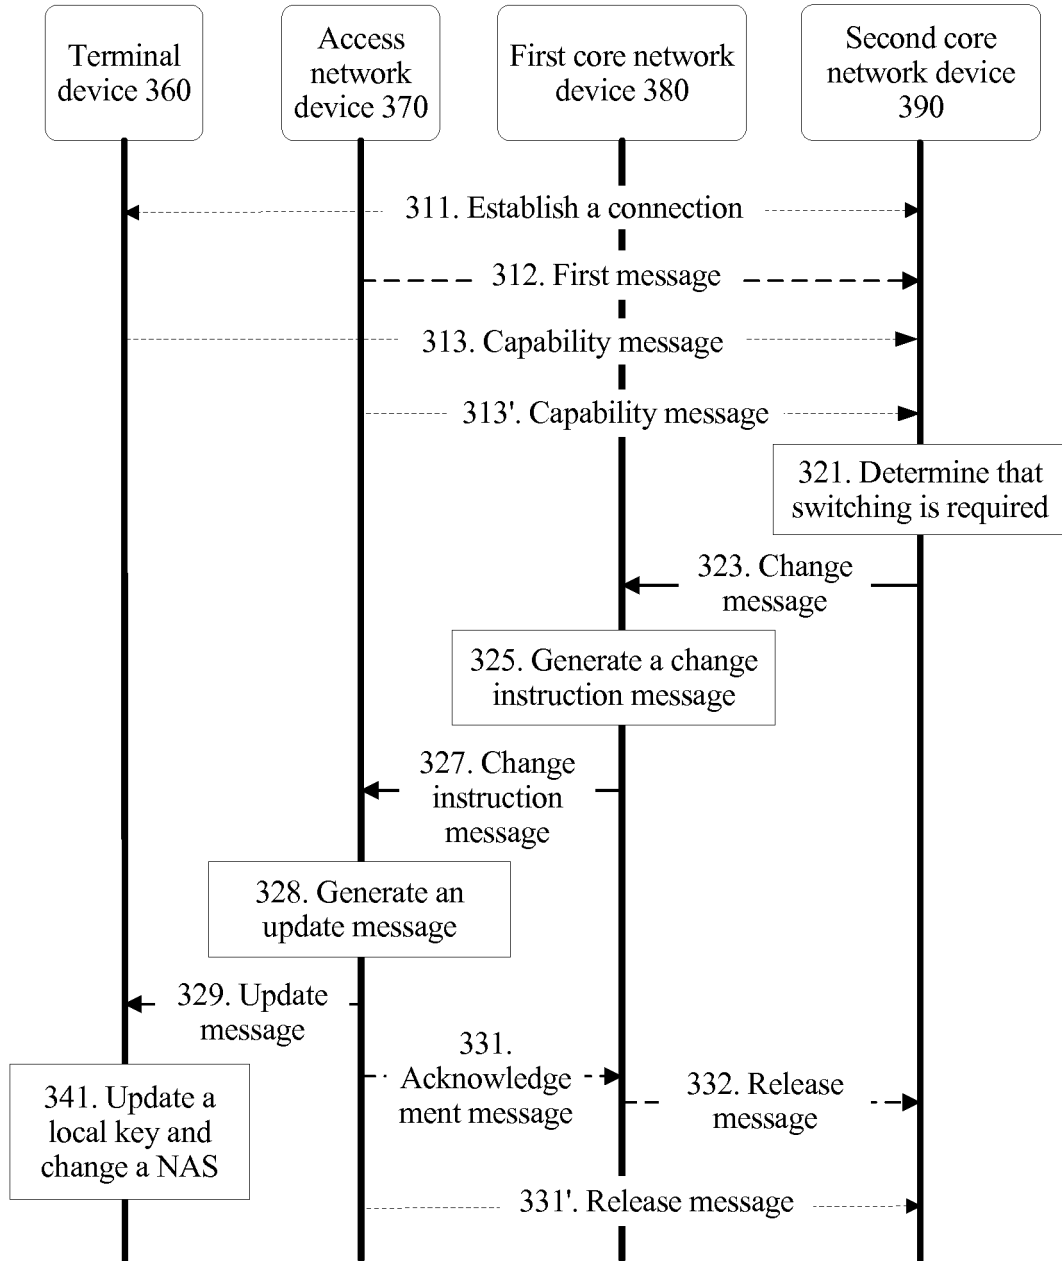 Terminal
device 360
Access
network
device 370
First core network
device 380
Second core
network device
390
311. Establish a connection
312. First message
313. Capability message
313'. Capability message
321. Determine that
switching is required
323. Change
message
325. Generate a change
instruction message
327. Change
instruction
message
328. Generate an
update message
329. Update
message
331.
Acknowledge
ment message
332. Release
message
341. Update a
local key and
change a NAS
331'. Release message